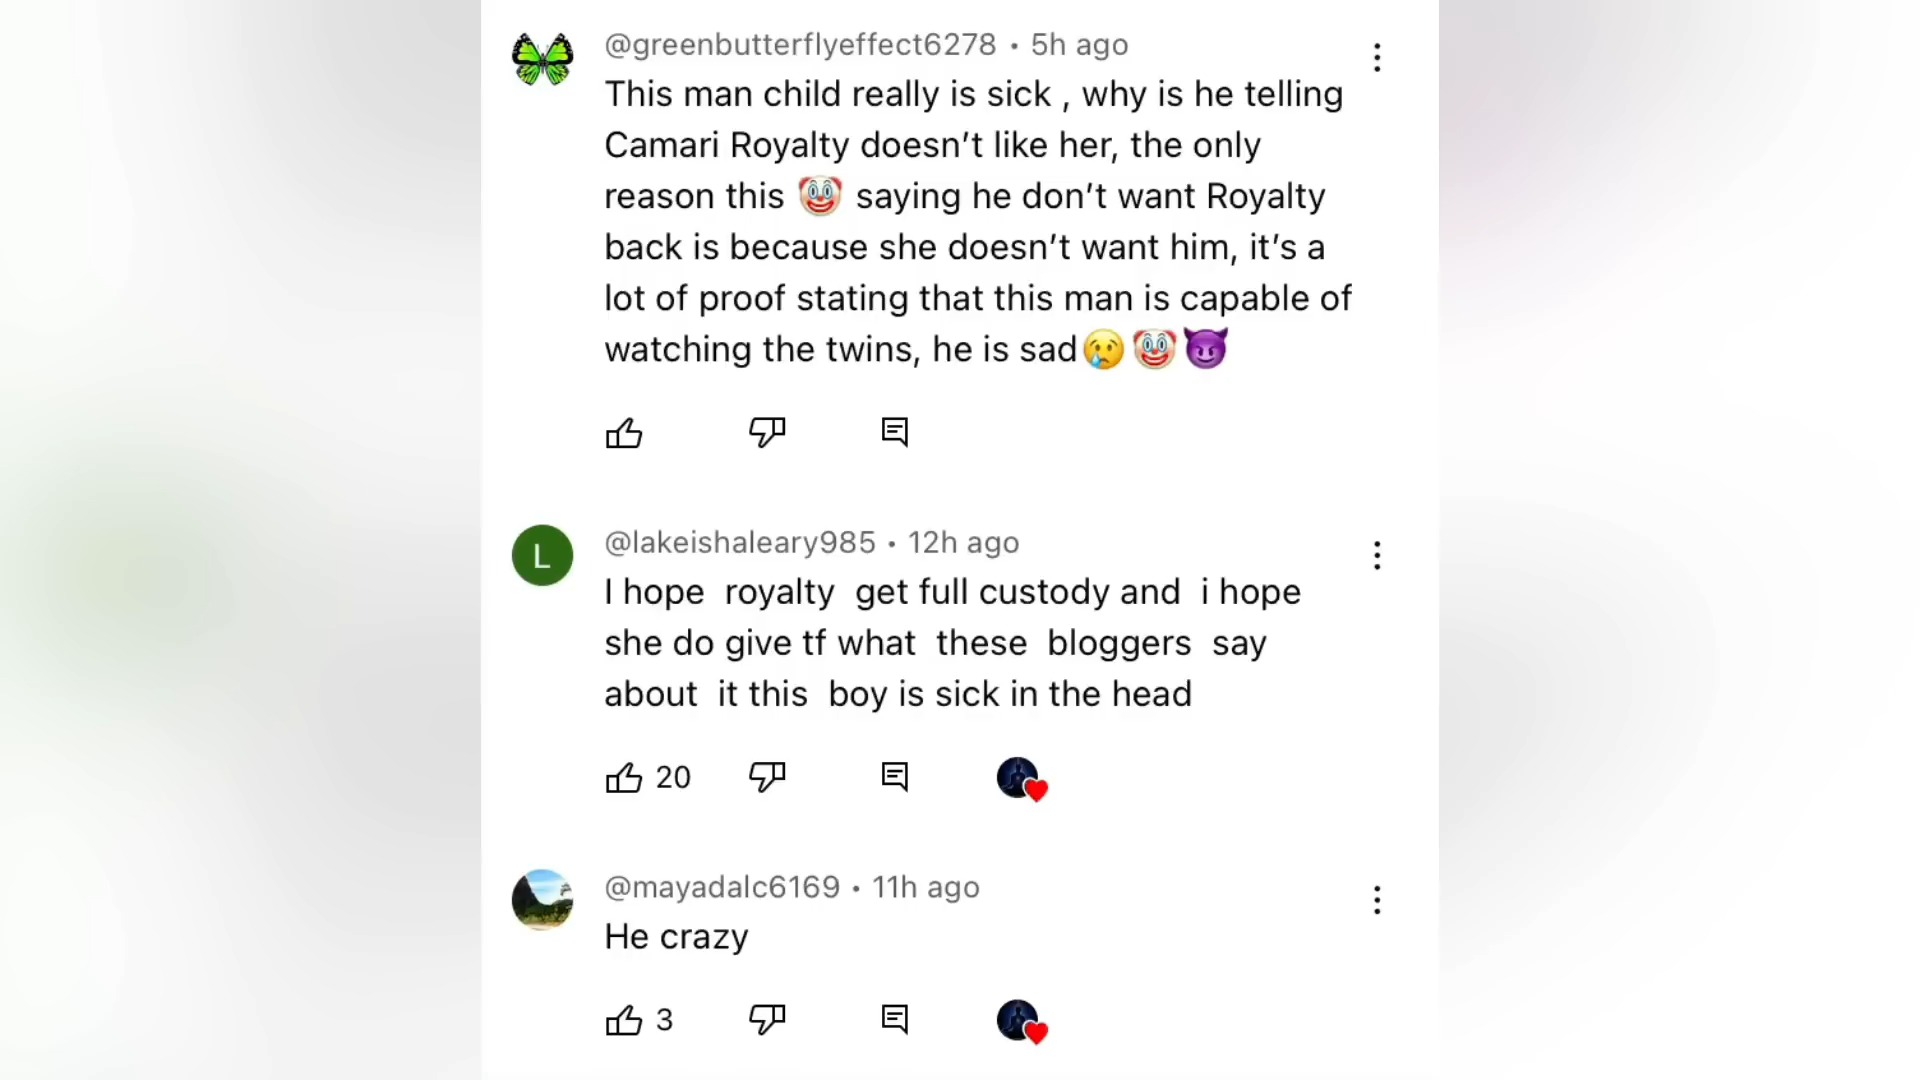 @greenbutterflyeffect6278 • 5h ago
This man child really is sick , why is he telling
Camari Royalty doesn’t like her, the only
reason this 🤡 saying he don’t want Royalty
back is because she doesn’t want him, it’s a
lot of proof stating that this man is capable of
watching the twins, he is sad😢🤡😈
L
@lakeishaleary985 • 12h ago
I hope royalty get full custody and i hope
she do give tf what these bloggers say
about it this boy is sick in the head
20
@mayadalc6169 • 11h ago
He crazy
3